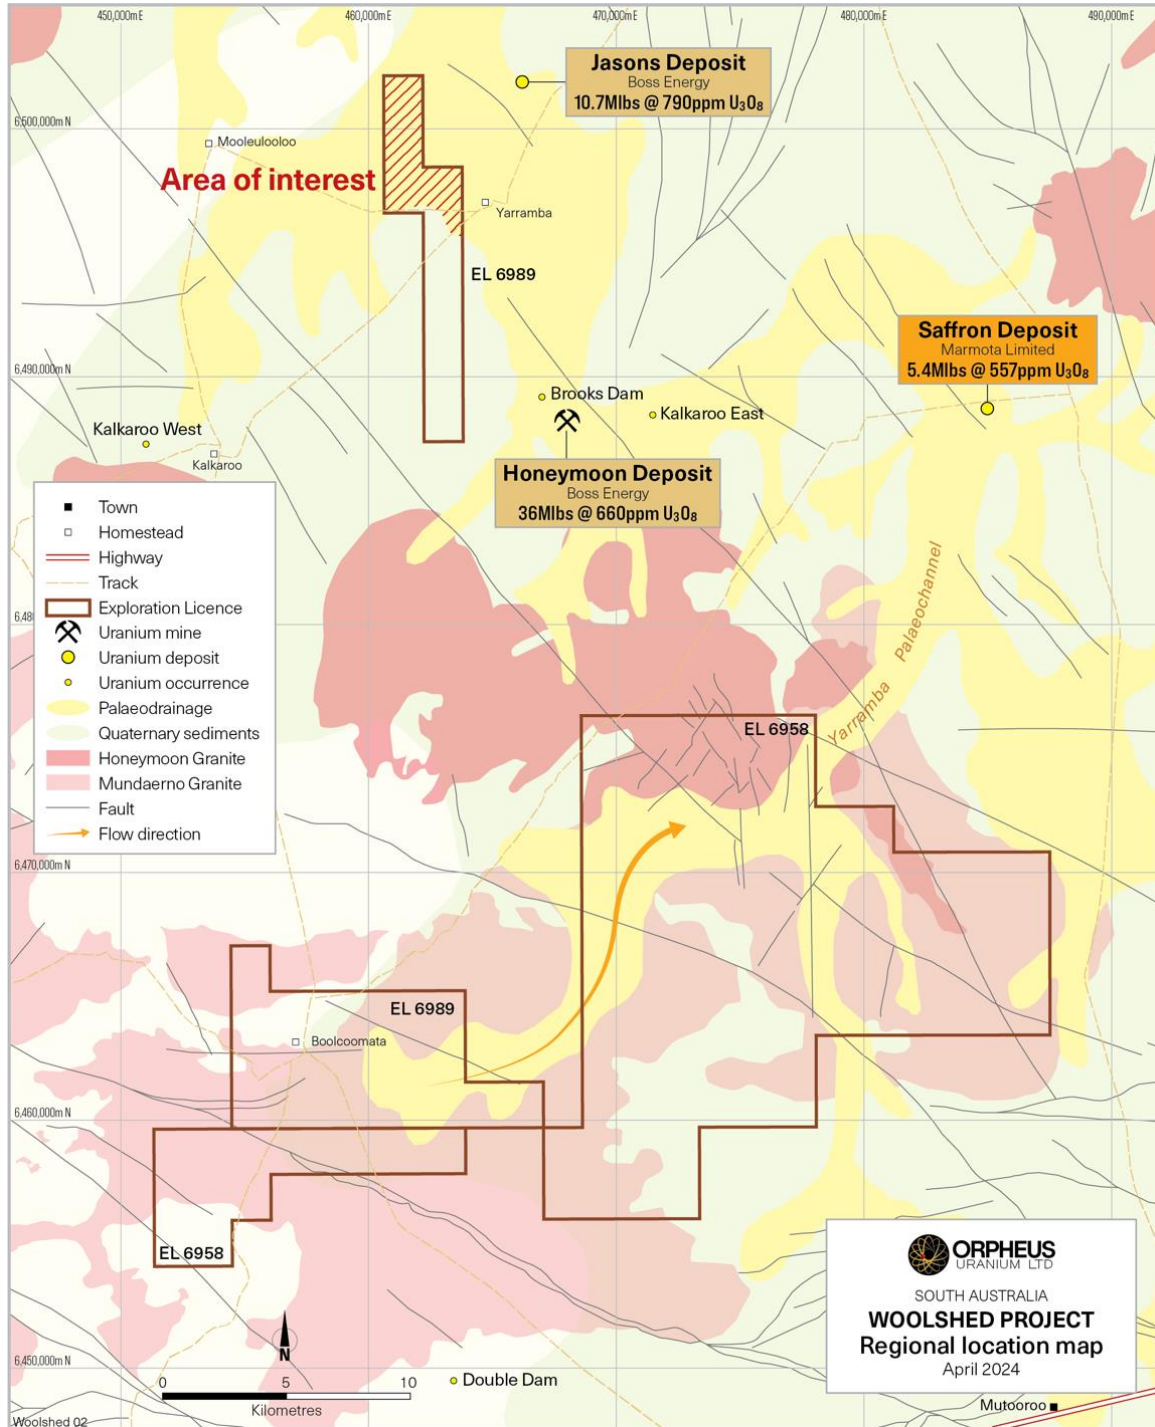 450,000mE
460,000mE
470,000mE
480,000mE
490,000mE
Jasons Deposit
Boss Energy
10.7Mlbs @ 790ppm U₃O₈
6,500,000m N
Mooleulooloo
Area of interest
Yarramba
EL 6989
Saffron Deposit
Marmota Limited
5.4Mlbs @ 557ppm U₃O₈
6,490,000m N
Brooks Dam
Kalkaroo East
Kalkaroo West
Kalkaroo
Honeymoon Deposit
Boss Energy
36Mlbs @ 660ppm U₃O₈
Town
Homestead
Highway
Track
Exploration Licence
Uranium mine
Uranium deposit
Uranium occurrence
Palaeodrainage
Quaternary sediments
Honeymoon Granite
Mundaerno Granite
Fault
Flow direction
Yarramba Palaeochannel
EL 6958
6,470,000m N
EL 6989
Boolcoomata
6,460,000m N
EL 6958
ORPHEUS
URANIUM LTD
SOUTH AUSTRALIA
WOOLSHED PROJECT
Regional location map
April 2024
N
6,450,000m N
0 5 10
Kilometres
Double Dam
Mutooroo
Woolshed 02